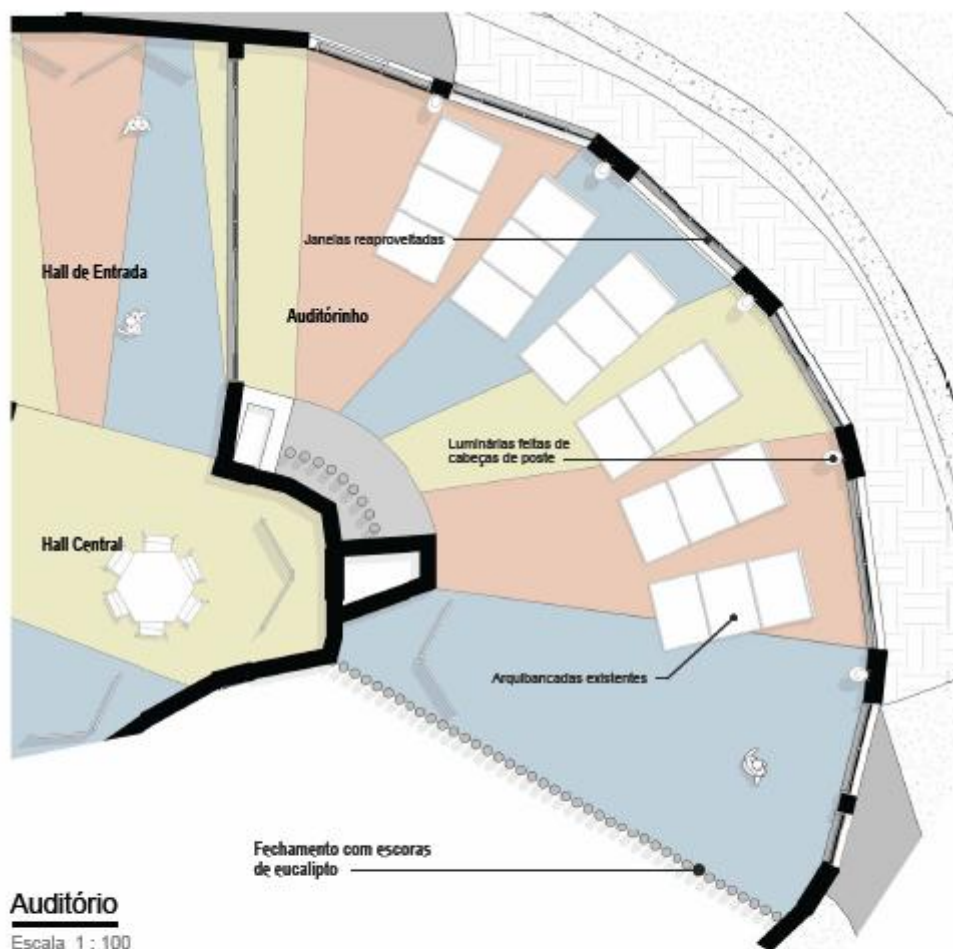 Janelas reaproveitadas
Hall de Entrada
Auditórinho
Luminárias feitas de
cabeças de poste
Hall Central
Arquibancadas existentes
Fechamento com escoras
de eucalipto
Auditório
Escala 1 : 100